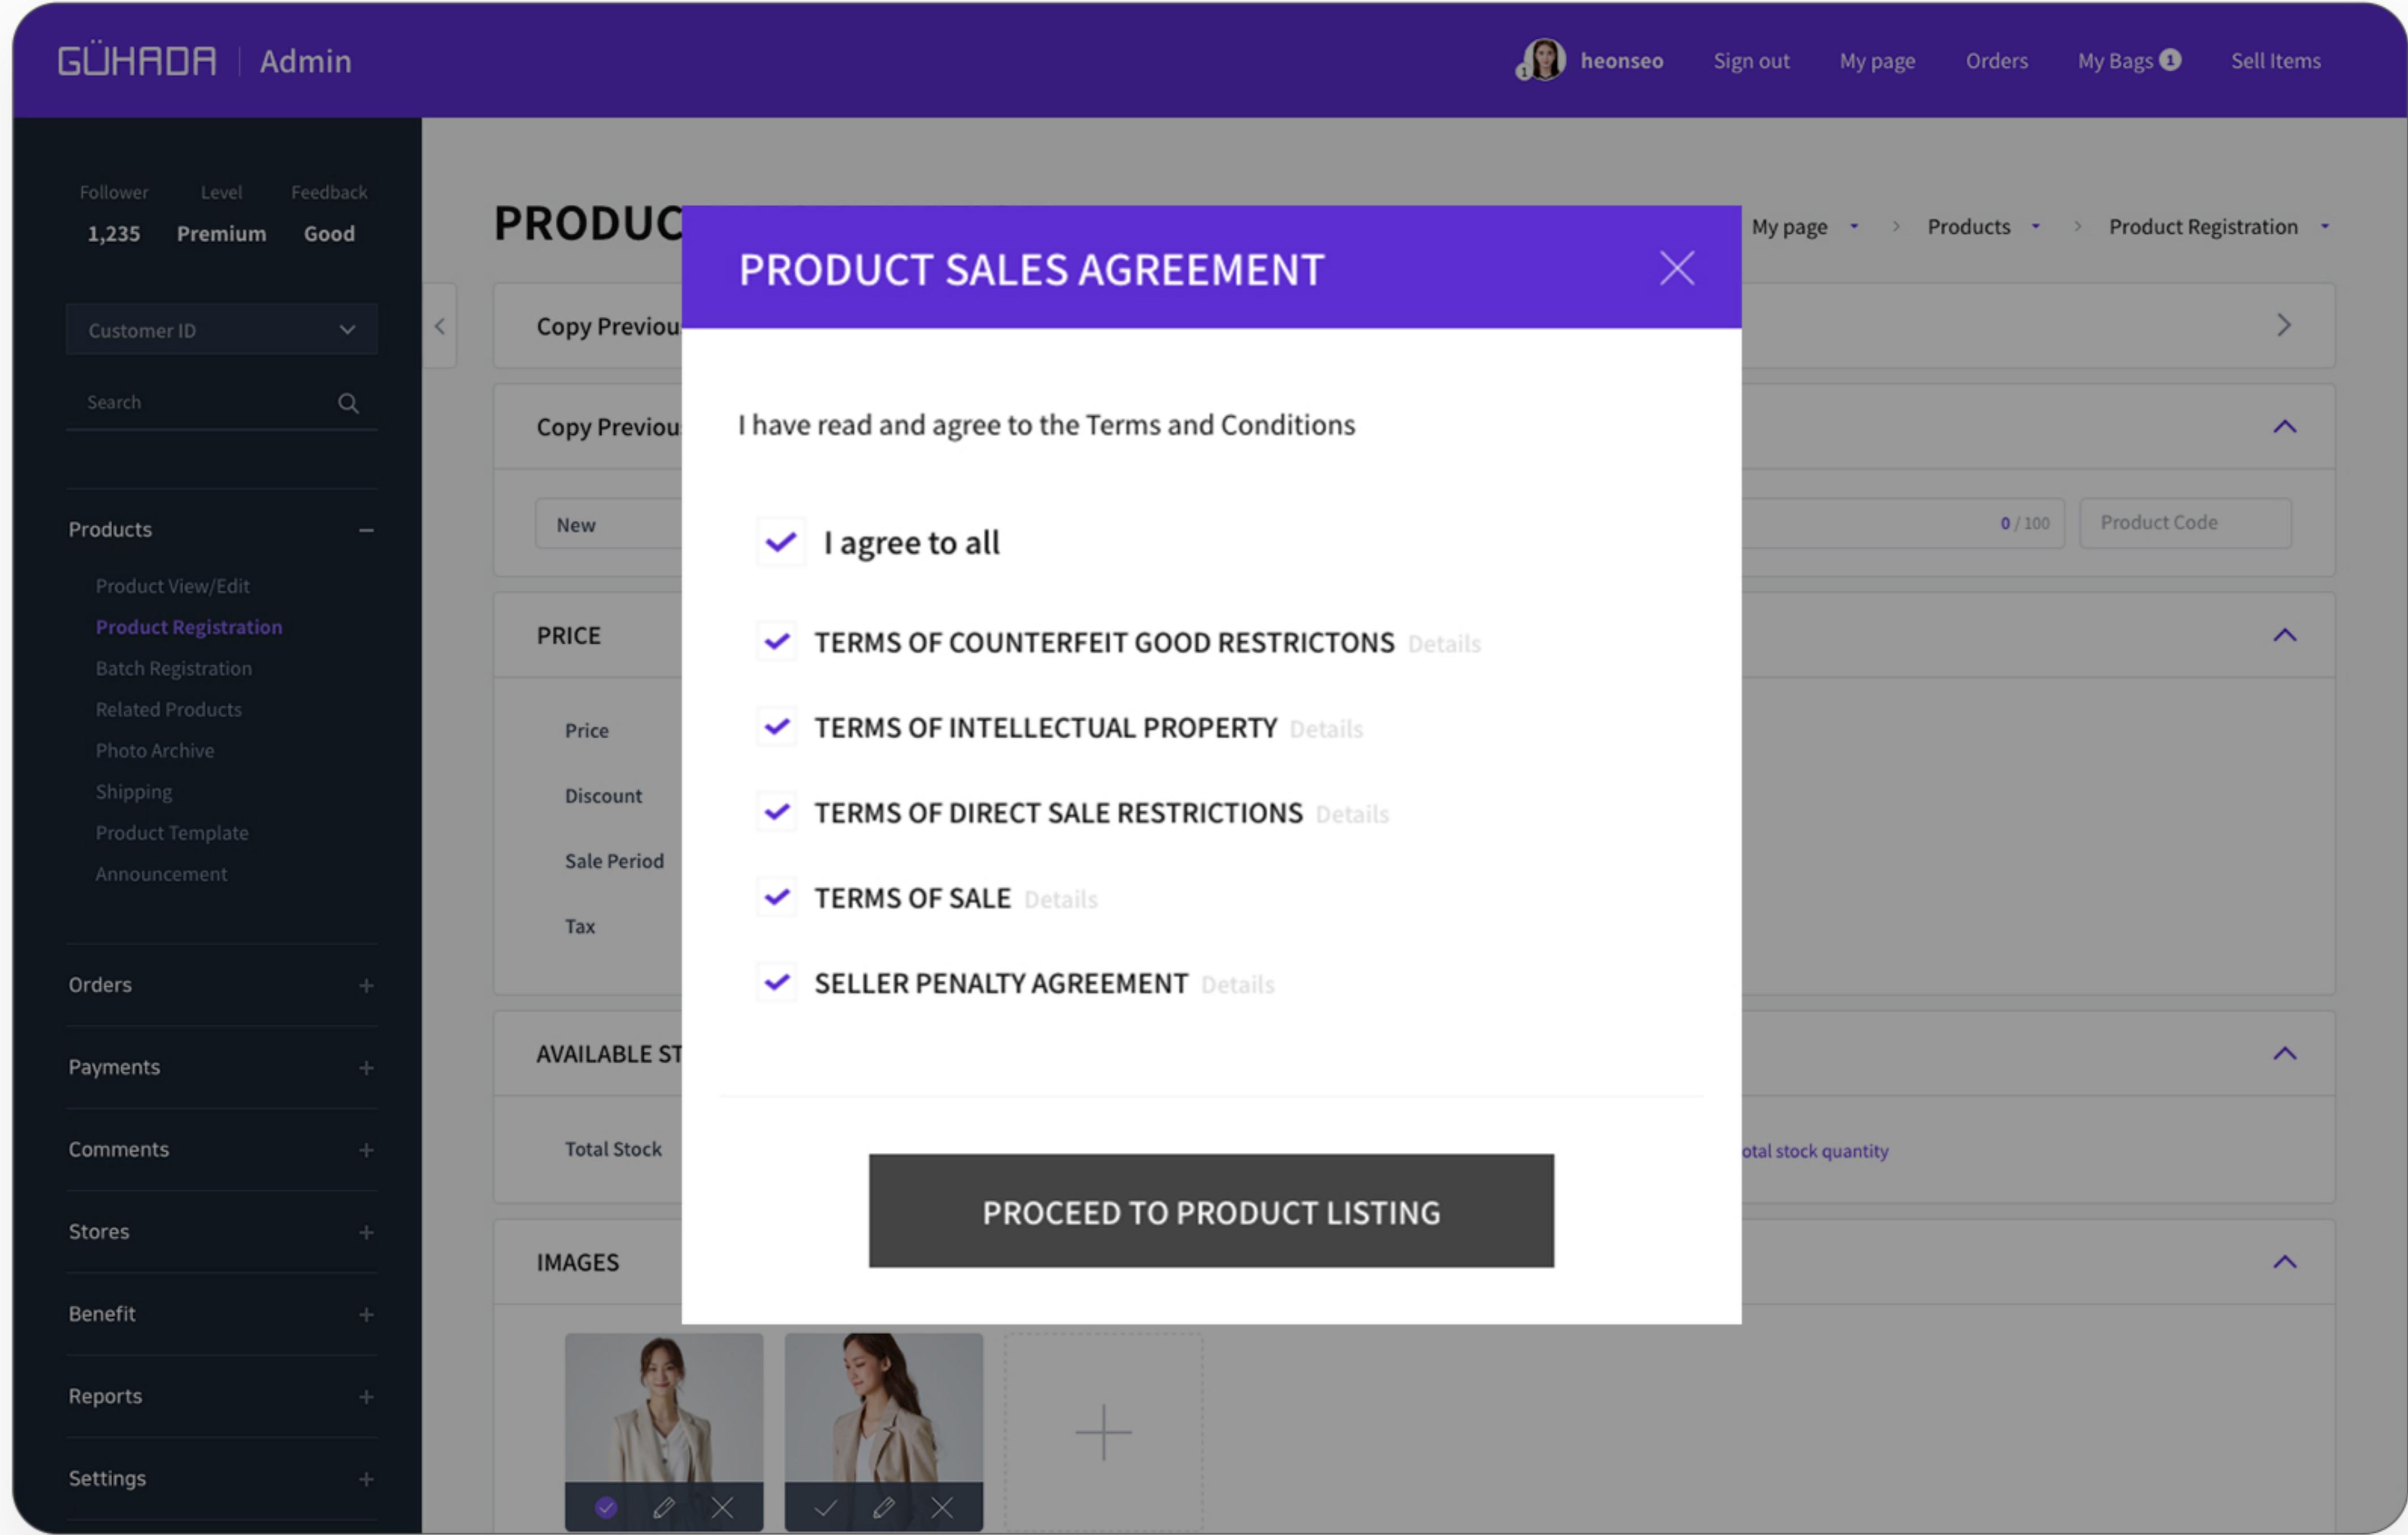 GÜHADA | Admin
1 heonseo Sign out My page Orders My Bags 1 Sell Items
Follower Level Feedback
1,235 Premium Good
Customer ID
Search
Products
Product View/Edit
Product Registration
Batch Registration
Related Products
Photo Archive
Shipping
Product Template
Announcement
Orders
Payments
Comments
Stores
Benefit
Reports
Settings
PRODUC
My page > Products > Product Registration
Copy Previou
Copy Previou
New
0 / 100
Product Code
PRICE
Price
Discount
Sale Period
Tax
AVAILABLE ST
Total Stock
otal stock quantity
IMAGES
PRODUCT SALES AGREEMENT
I have read and agree to the Terms and Conditions
I agree to all
TERMS OF COUNTERFEIT GOOD RESTRICTONS Details
TERMS OF INTELLECTUAL PROPERTY Details
TERMS OF DIRECT SALE RESTRICTIONS Details
TERMS OF SALE Details
SELLER PENALTY AGREEMENT Details
PROCEED TO PRODUCT LISTING